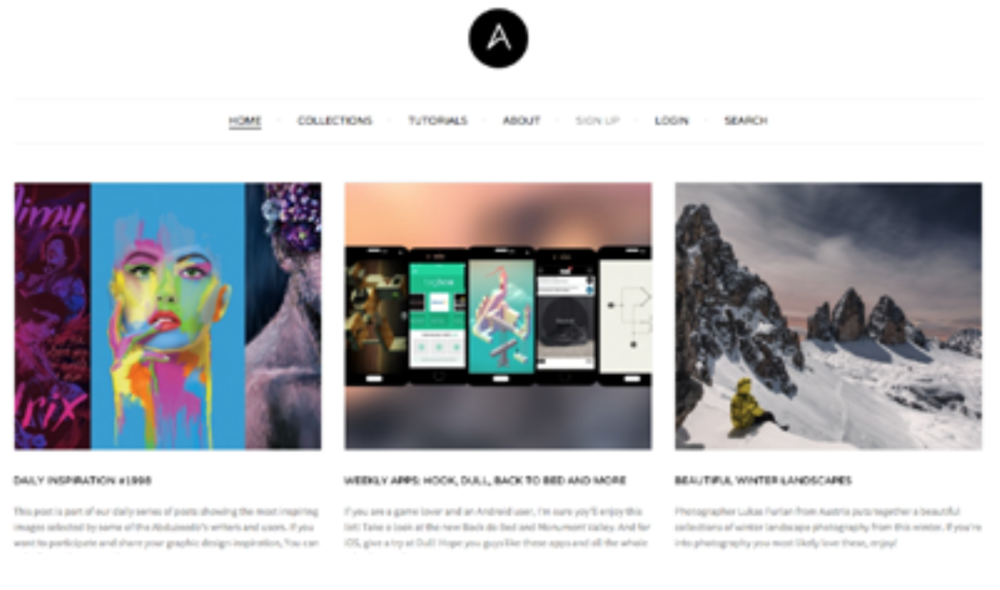 A
HOME COLLECTIONS TUTORIALS ABOUT SIGN UP LOGIN SEARCH
Jimy
rix
DAILY INSPIRATION #1998
WEEKLY APPS: HOOK, DULL, BACK TO BED AND MORE
BEAUTIFUL WINTER LANDSCAPES
This post is part of our daily series of posts showing the most inspiring
images selected by some of the Abduzeedo's writers and users. If you
want to participate and share your graphic design inspiration, You can
If you are a game lover and an Android user, I'm sure yoy'll enjoy this
list! Take a look at the new Back do Bed and Monument Valley. And for
iOS, give a try at Dull! Hope you guys like these apps and all the whole
Photographer Lukas Furlan from Austria puts together a beautiful
collections of winter landscape photography from this winter. If you're
into photography you most likely love these, enjoy!